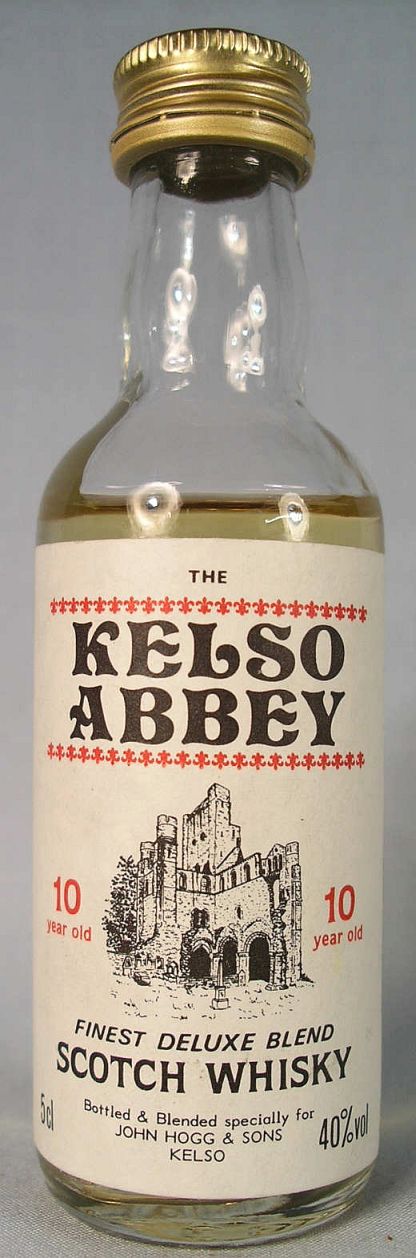 THE
KELSO
ABBEY
10
year old
10
year old
FINEST DELUXE BLEND
SCOTCH WHISKY
5cl
Bottled & Blended specially for
JOHN HOGG & SONS
KELSO
40%vol